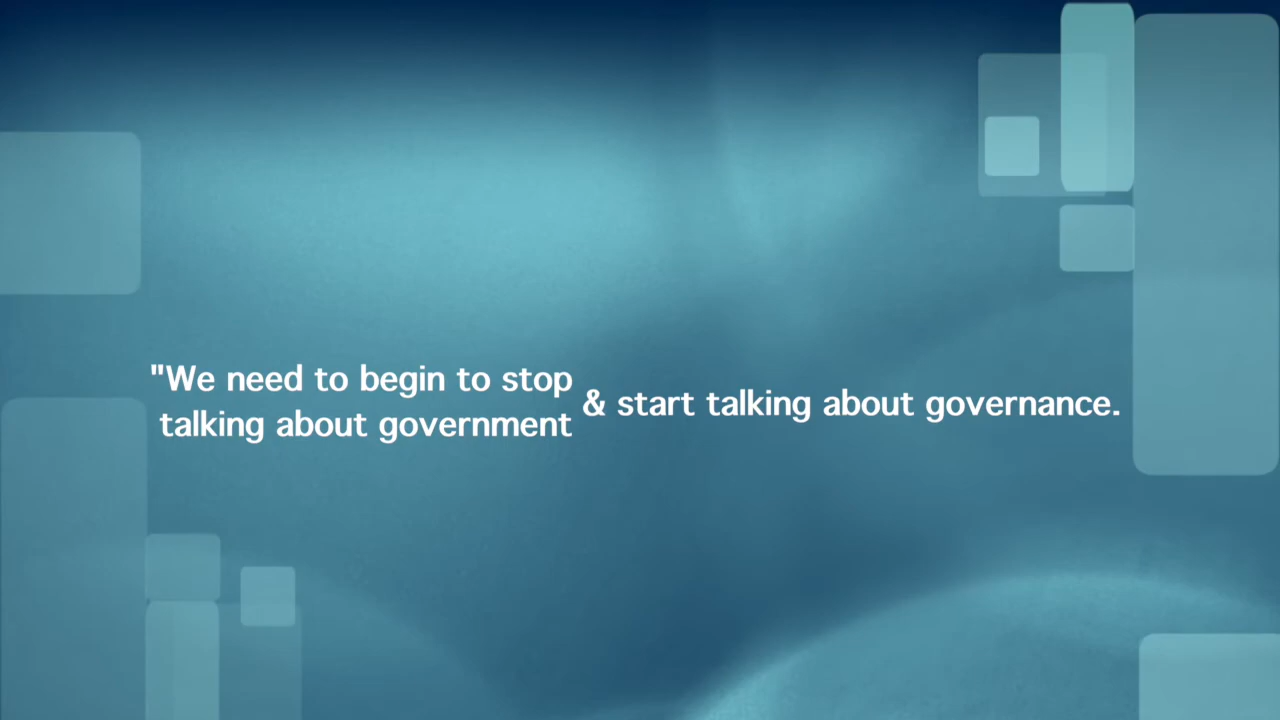 "We need to begin to stop
talking about government
& start talking about governance.